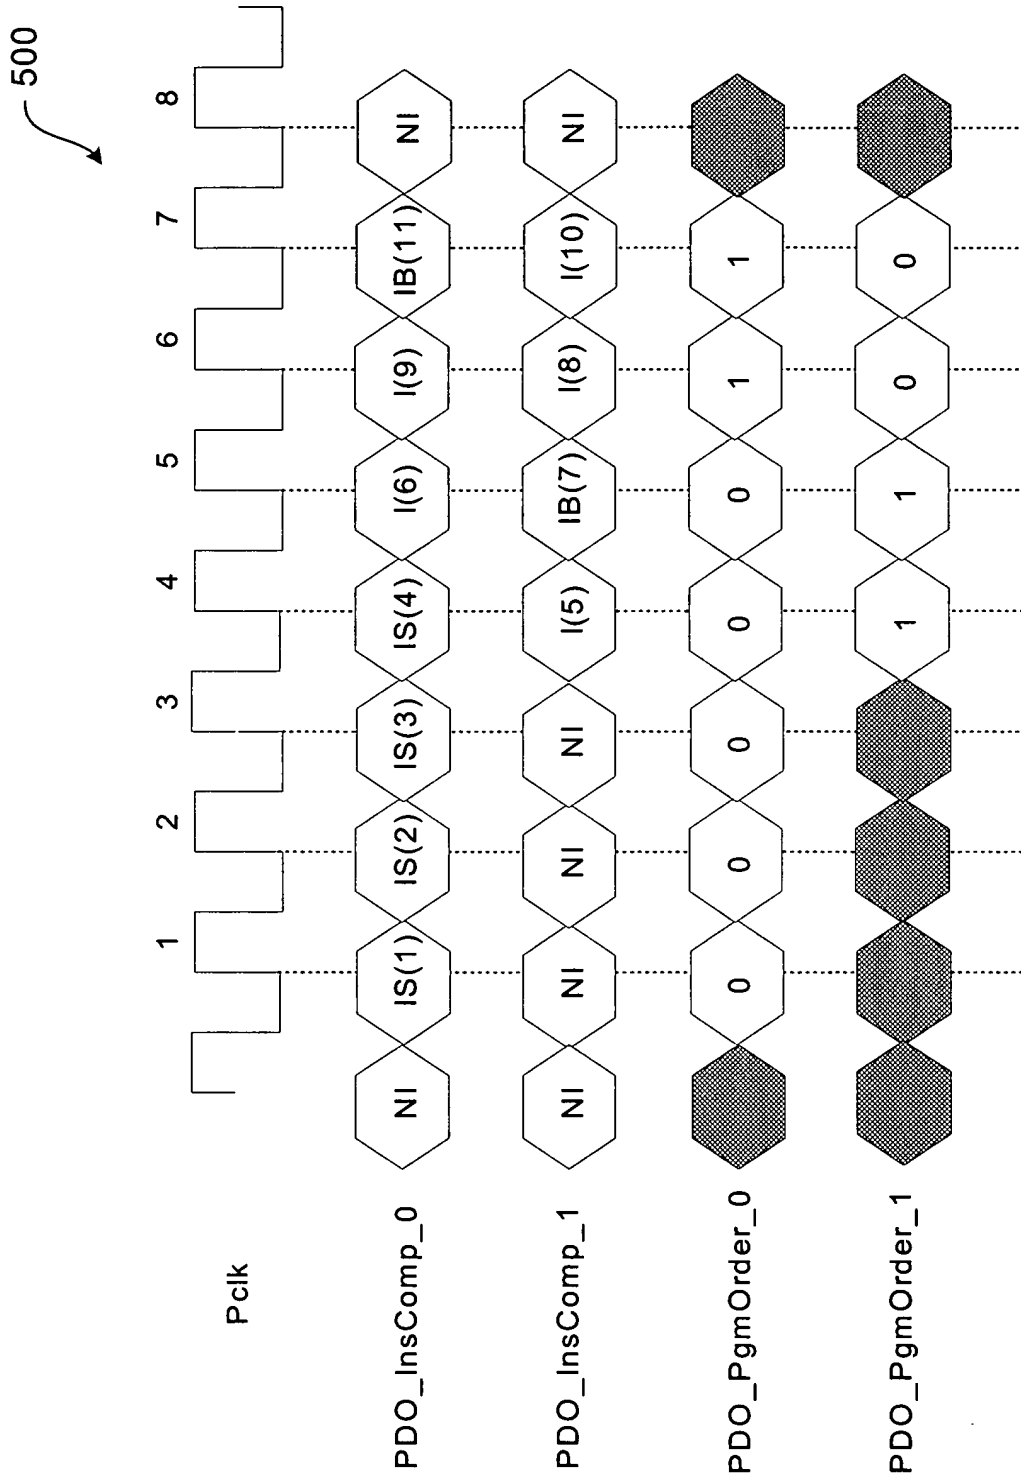 500
1 2 3 4 5 6 7 8
Pclk
PDO_InsComp_0 NI IS(1) IS(2) IS(3) IS(4) I(6) I(9) IB(11) NI
PDO_InsComp_1 NI NI NI NI I(5) IB(7) I(8) I(10) NI
PDO_PgmOrder_0 0 0 0 0 0 1 1
PDO_PgmOrder_1 1 1 0 0